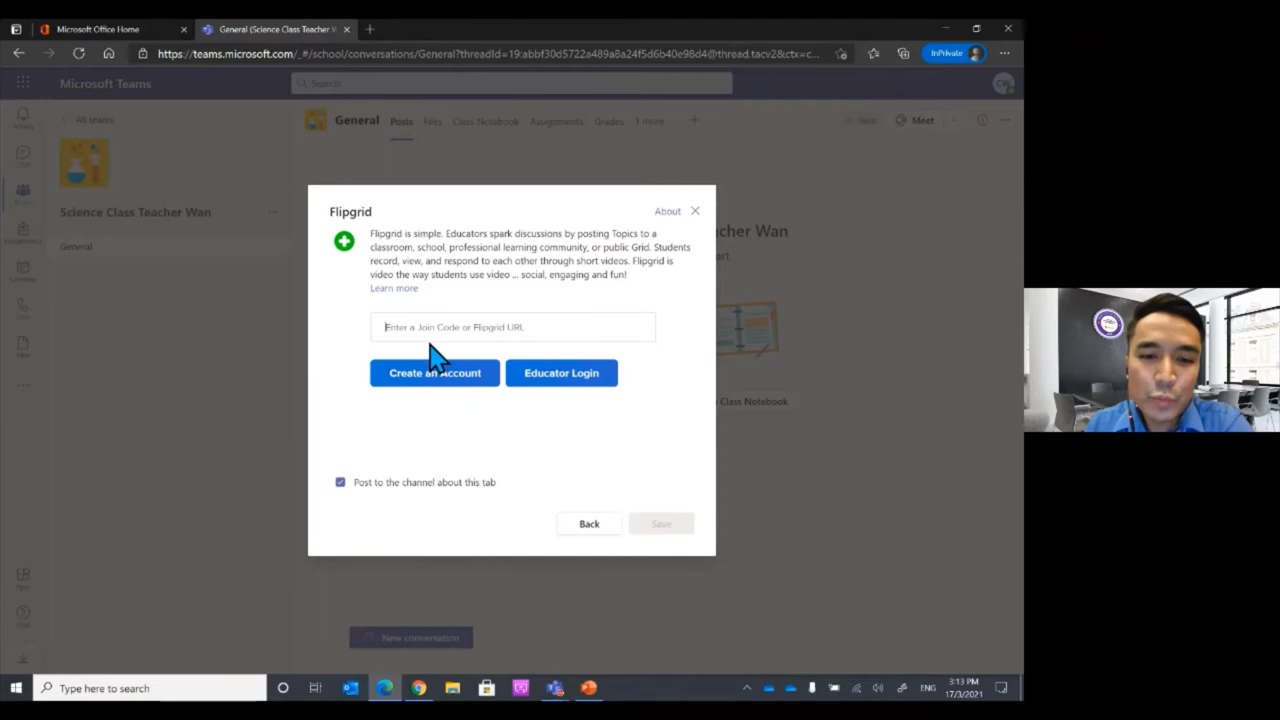 Microsoft Office Home
General (Science Class Teacher W
https://teams.microsoft.com/_#/school/conversations/General?threadId=19:abbf30d5722a489a8a24f5d6b40e98d4@thread.tacv2&ctx=c...
InPrivate
Microsoft Teams
Search
CW
All teams
General
Posts
Files
Class Notebook
Assignments
Grades
1 more
Meet
Science Class Teacher Wan
General
Flipgrid
About
Flipgrid is simple. Educators spark discussions by posting Topics to a
classroom, school, professional learning community, or public Grid. Students
record, view, and respond to each other through short videos. Flipgrid is
video the way students use video ... social, engaging and fun!
Learn more
cher Wan
art
Enter a Join Code or Flipgrid URL
Create an Account
Educator Login
Class Notebook
Post to the channel about this tab
Back
Save
New conversation
Type here to search
ENG
3:13 PM
17/3/2021